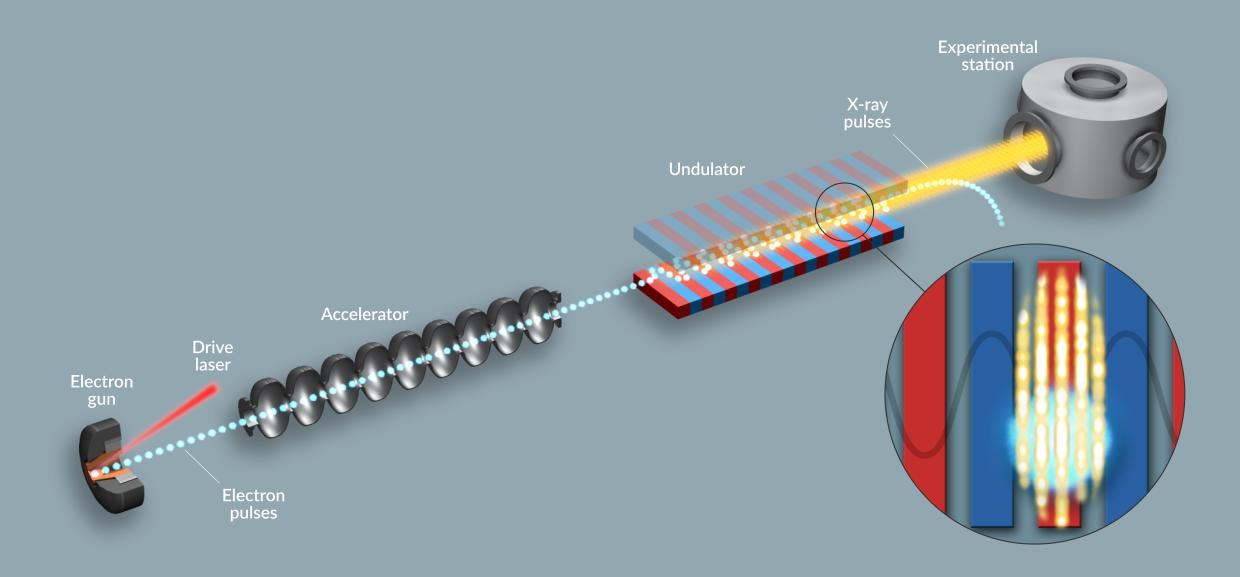 Experimental
station
X-ray
pulses
Undulator
Accelerator
Drive
laser
Electron
gun
Electron
pulses